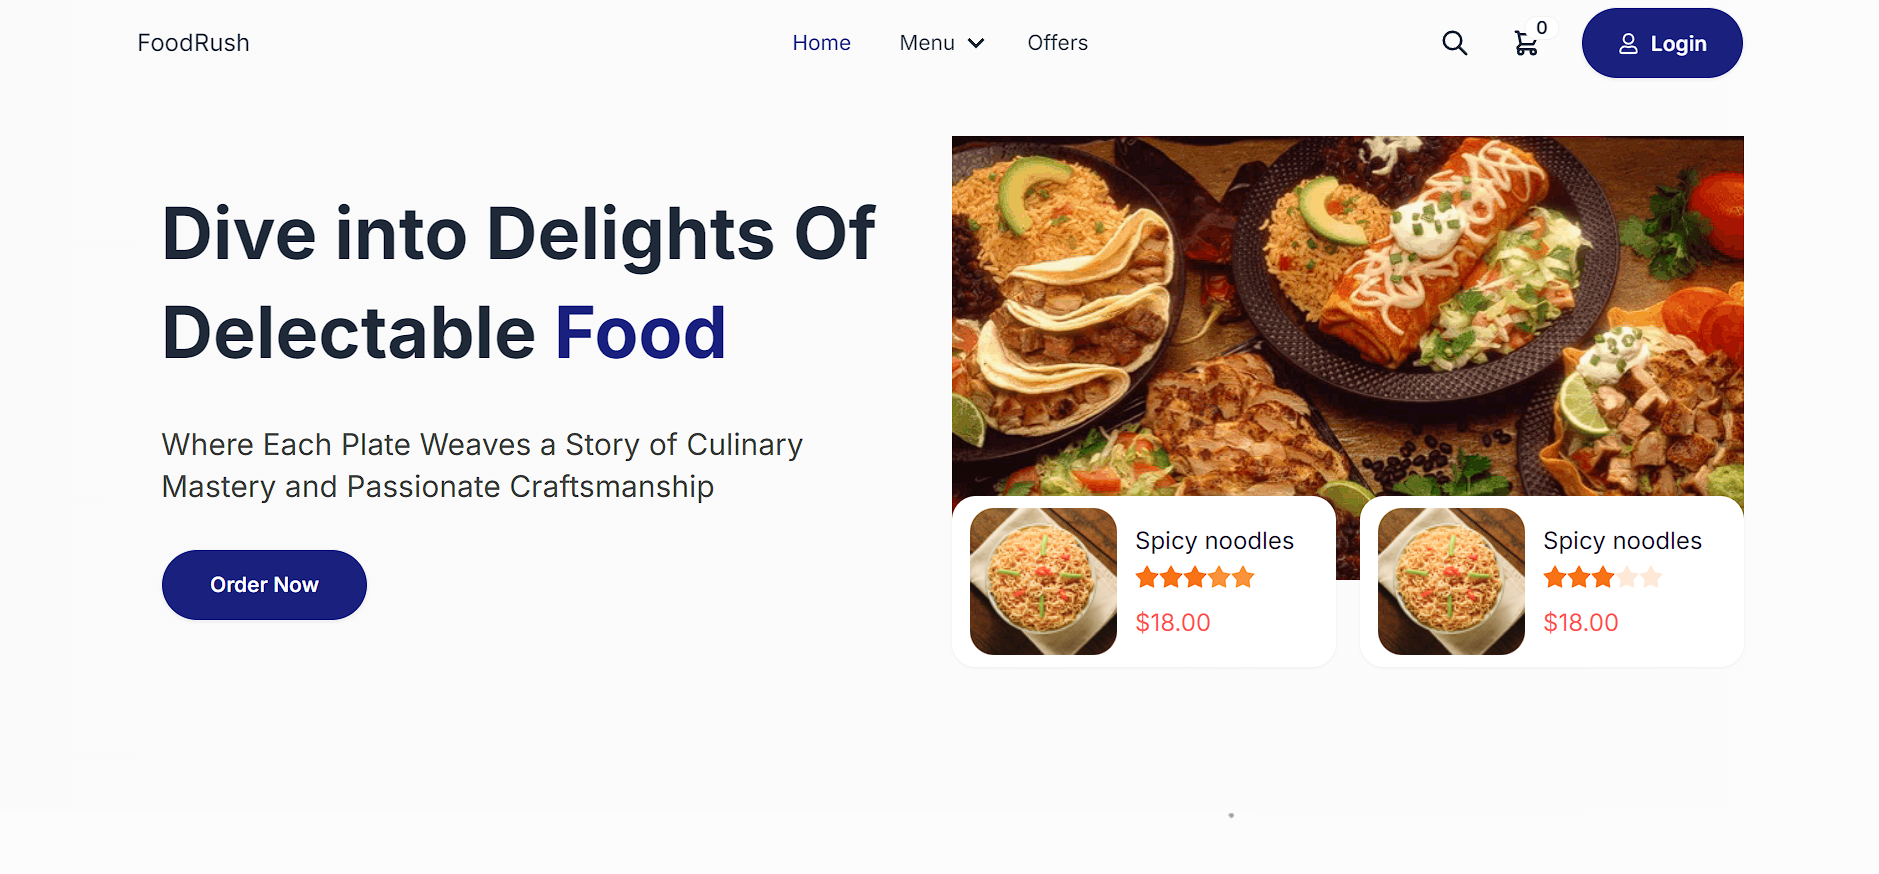 FoodRush
Home
Menu
Offers
0
Login
Dive into Delights Of
Delectable Food
Where Each Plate Weaves a Story of Culinary
Mastery and Passionate Craftsmanship
Order Now
Spicy noodles
$18.00
Spicy noodles
$18.00